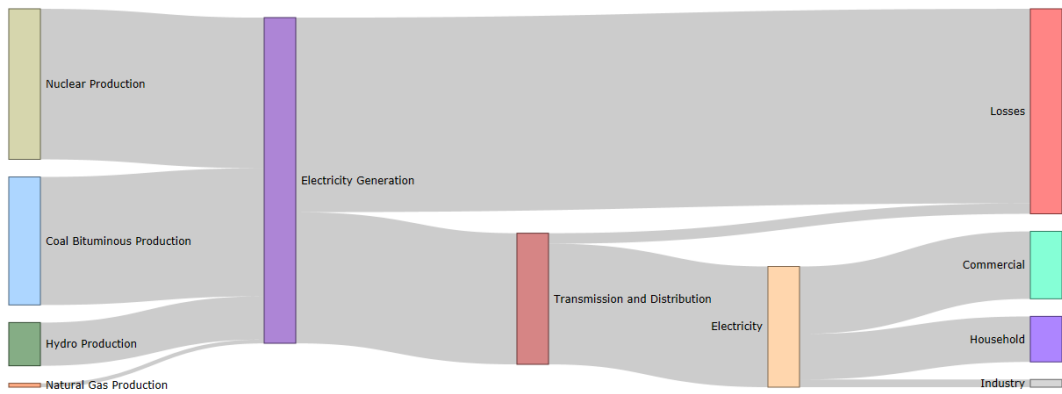 Nuclear Production
Losses
Electricity Generation
Coal Bituminous Production
Commercial
Transmission and Distribution
Electricity
Household
Hydro Production
Natural Gas Production
Industry